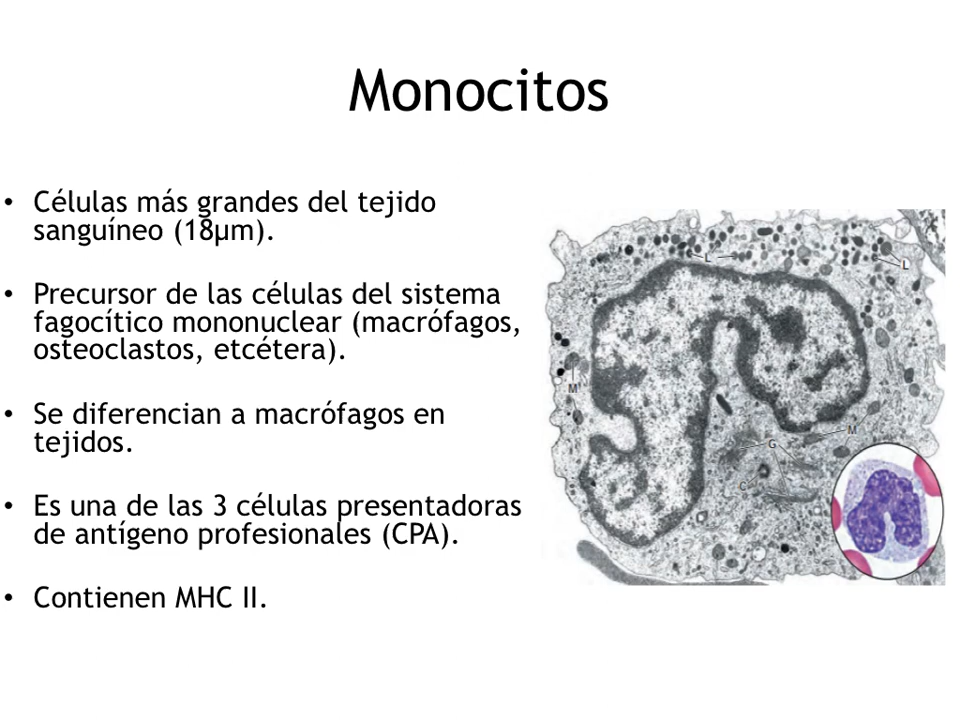 Monocitos
• Células más grandes del tejido
sanguíneo (18µm).
• Precursor de las células del sistema
fagocítico mononuclear (macrófagos,
osteoclastos, etcétera).
• Se diferencian a macrófagos en
tejidos.
• Es una de las 3 células presentadoras
de antígeno profesionales (CPA).
• Contienen MHC II.
L
L
M
M
G
C